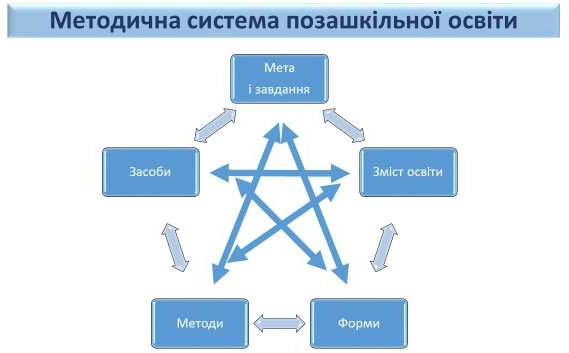 Методична система позашкільної освіти
Мета
і завдання
Засоби
Зміст освіти
Методи
Форми